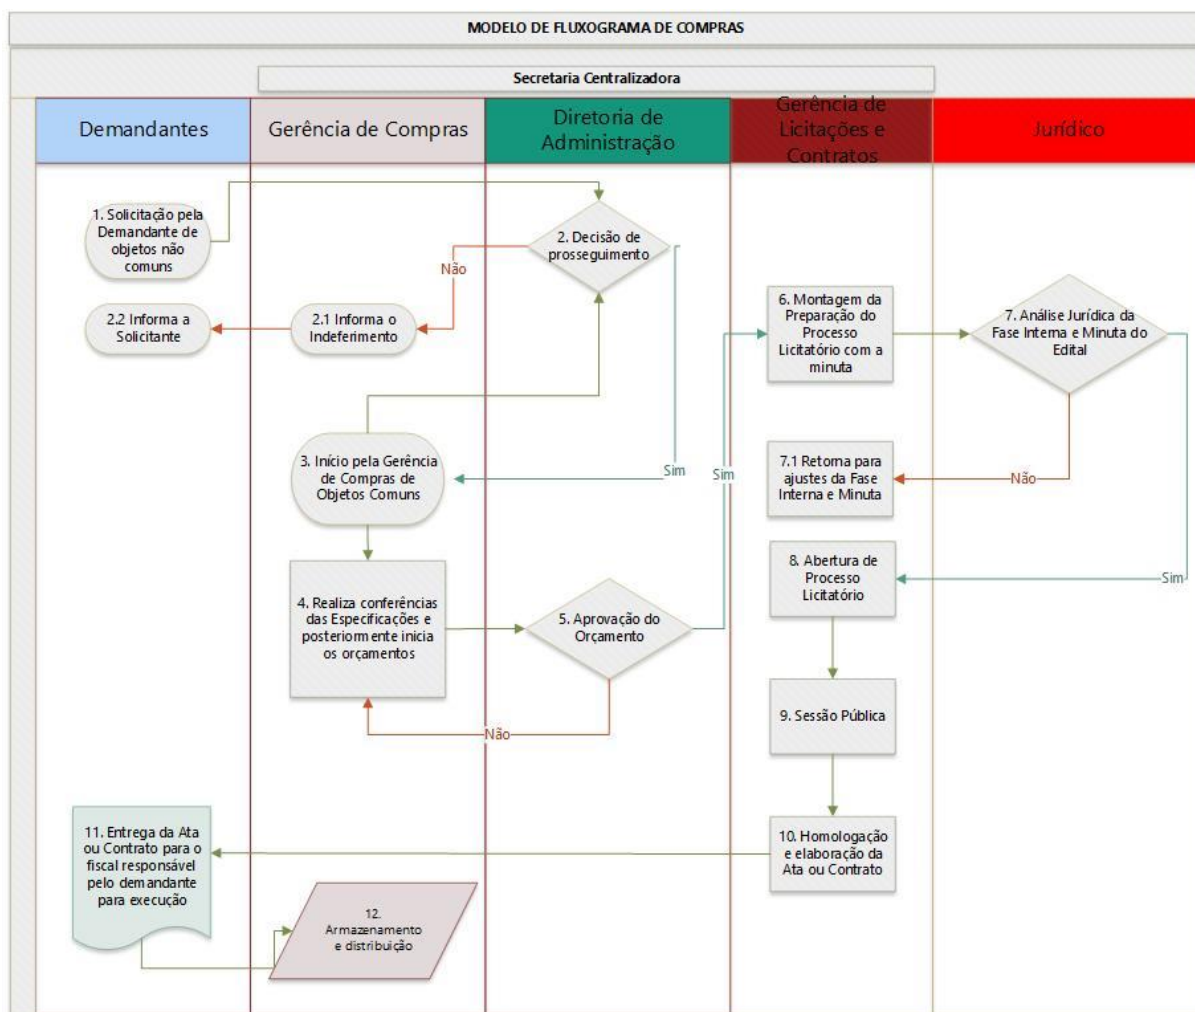 MODELO DE FLUXOGRAMA DE COMPRAS
Secretaria Centralizadora
Demandantes
Gerência de Compras
Diretoria de
Administração
Gerência de
Licitações e
Contratos
Jurídico
1. Solicitação pela
Demandante de
objetos não
comuns
2. Decisão de
prosseguimento
Não
2.2 Informa a
Solicitante
2.1 Informa o
Indeferimento
6. Montagem da
Preparação do
Processo
Licitatório com a
minuta
7. Análise Jurídica da
Fase Interna e Minuta do
Edital
3. Início pela Gerência
de Compras de
Objetos Comuns
Sim
Sim
7.1 Retorna para
ajustes da Fase
Interna e Minuta
Não
4. Realiza conferências
das Especificações e
posteriormente inicia
os orçamentos
5. Aprovação do
Orçamento
8. Abertura de
Processo
Licitatório
Sim
Não
9. Sessão Pública
11. Entrega da Ata
ou Contrato para o
fiscal responsável
pelo demandante
para execução
10. Homologação
e elaboração da
Ata ou Contrato
12.
Armazenamento
e distribuição